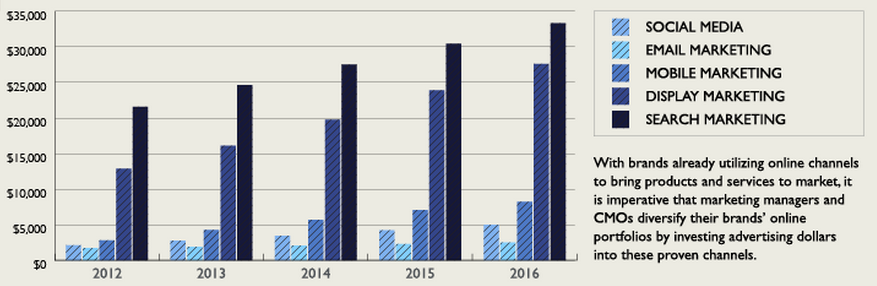 $35,000
$30,000
$25,000
$20,000
$15,000
$10,000
$5,000
$0
2012 2013 2014 2015 2016
SOCIAL MEDIA
EMAIL MARKETING
MOBILE MARKETING
DISPLAY MARKETING
SEARCH MARKETING
With brands already utilizing online channels
to bring products and services to market, it
is imperative that marketing managers and
CMOs diversify their brands' online
portfolios by investing advertising dollars
into these proven channels.